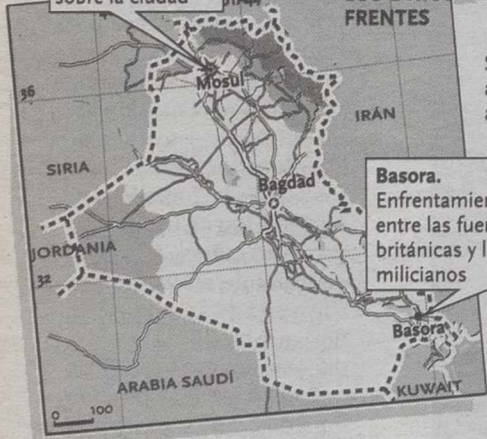 sobre la ciudad
FRENTES
36
Mosul
IRÁN
SIRIA
Bagdad
Basora.
Enfrentamien
entre las fuer
británicas y l
milicianos
JORDANIA
32
Basora
ARABIA SAUDÍ
KUWAIT
0 100